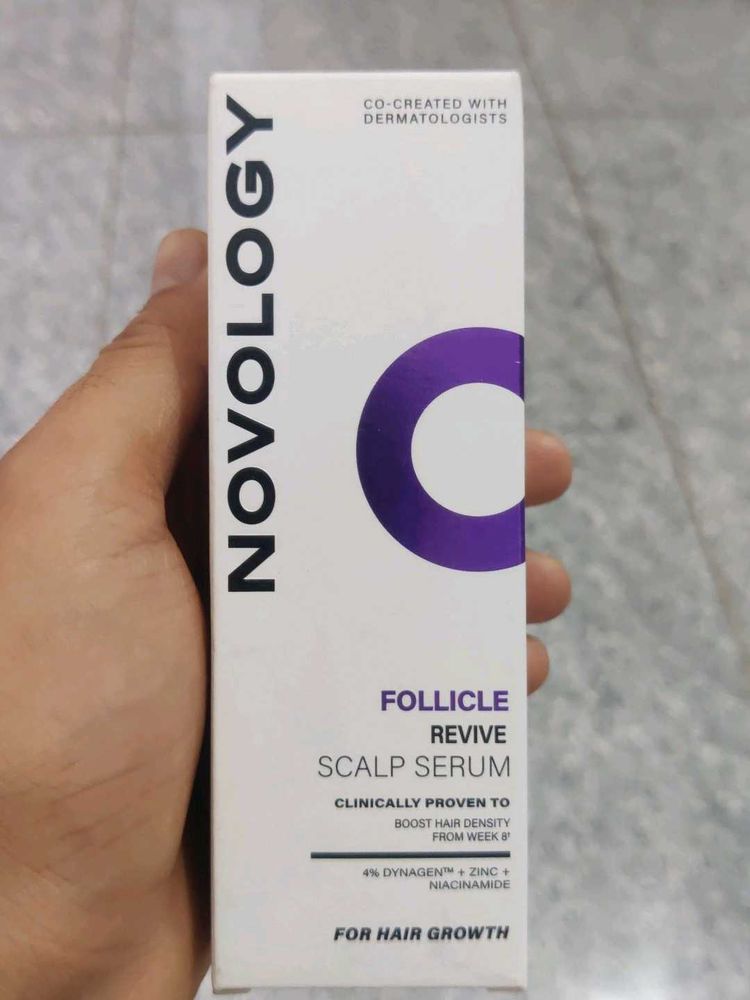 NOVOLOGY
CO-CREATED WITH
DERMATOLOGISTS
FOLLICLE
REVIVE
SCALP SERUM
CLINICALLY PROVEN TO
BOOST HAIR DENSITY
FROM WEEK 8†
4% DYNAGEN™ + ZINC +
NIACINAMIDE
FOR HAIR GROWTH